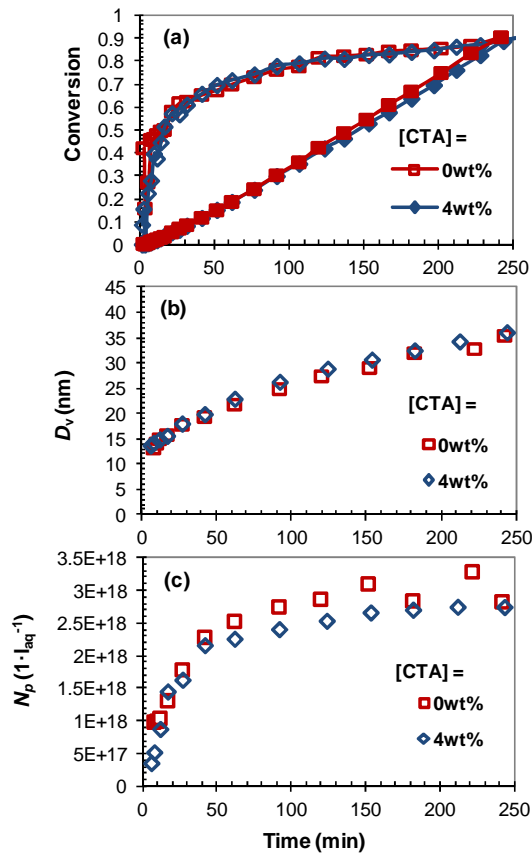 1
0.9
0.8
0.7
0.6
0.5
0.4
0.3
0.2
0.1
0
(a)
Conversion
[CTA] =
0wt%
4wt%
0 50 100 150 200 250
45
40
35
30
25
20
15
10
5
0
(b)
Dv (nm)
[CTA] =
0wt%
4wt%
0 50 100 150 200 250
3.5E+18
3E+18
2.5E+18
2E+18
1.5E+18
1E+18
5E+17
0
(c)
Np (1·laq-1)
[CTA] =
0wt%
4wt%
0 50 100 150 200 250
Time (min)